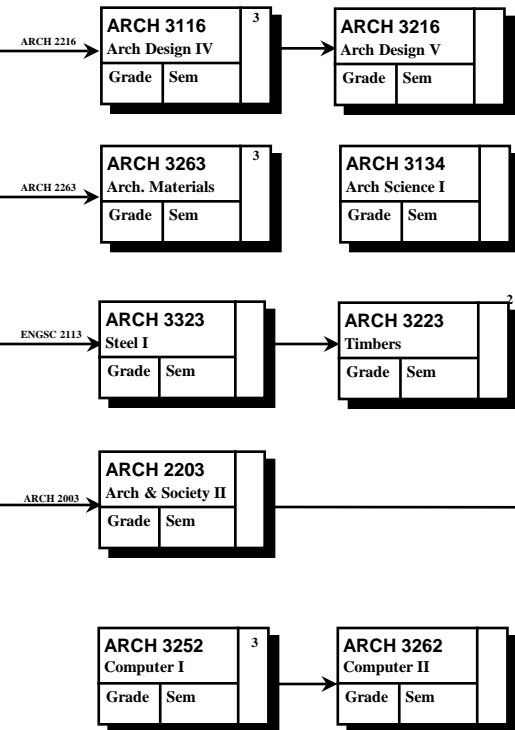 ARCH 2216
ARCH 3116
Arch Design IV
3
Grade Sem
ARCH 3216
Arch Design V
Grade Sem
ARCH 2263
ARCH 3263
Arch. Materials
3
Grade Sem
ARCH 3134
Arch Science I
Grade Sem
ENGSC 2113
ARCH 3323
Steel I
Grade Sem
ARCH 3223
Timbers
2
Grade Sem
ARCH 2003
ARCH 2203
Arch & Society II
Grade Sem
ARCH 3252
Computer I
3
Grade Sem
ARCH 3262
Computer II
Grade Sem